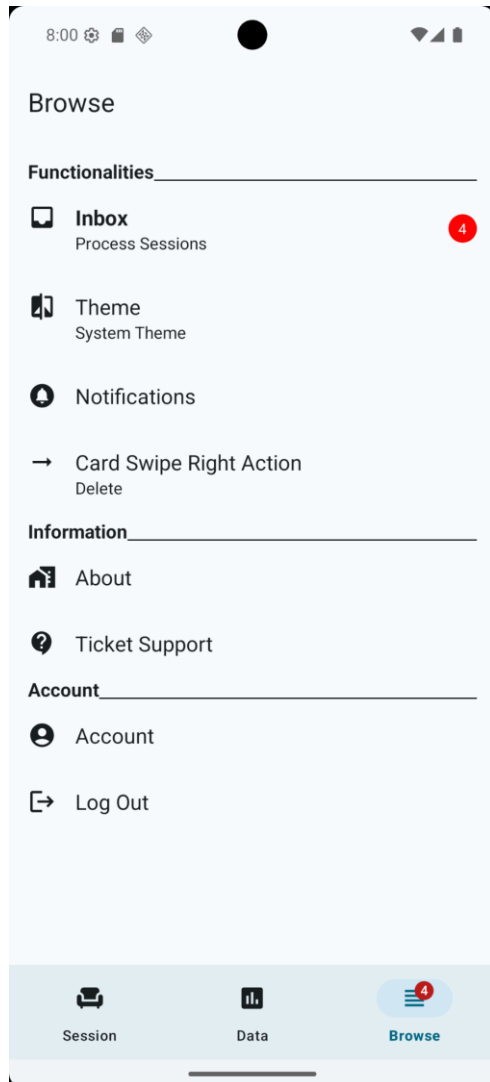 8:00
Browse
Functionalities
Inbox
Process Sessions
4
Theme
System Theme
Notifications
Card Swipe Right Action
Delete
Information
About
Ticket Support
Account
Account
Log Out
4
Session
Data
Browse